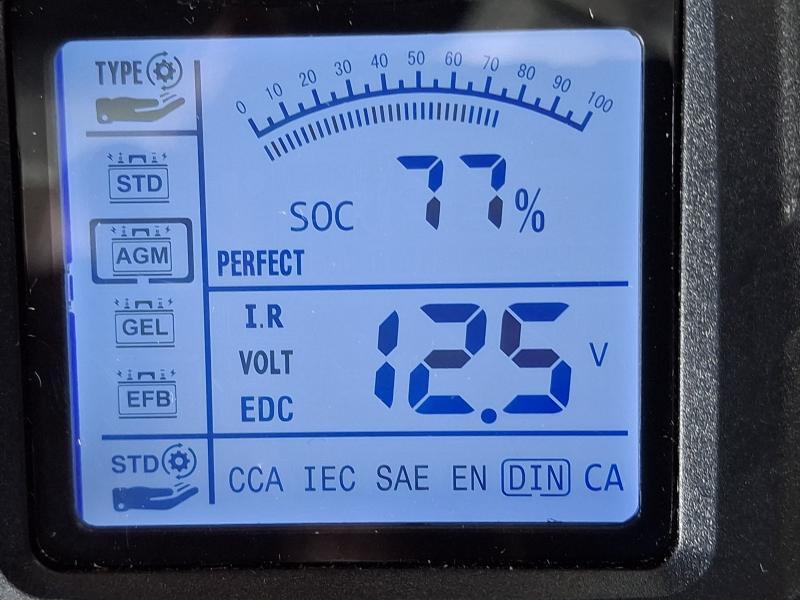 TYPE
0 10 20 30 40 50 60 70 80 90 100
STD
SOC 77%
AGM
PERFECT
I.R
GEL
VOLT 12.5 V
EFB
EDC
STD
CCA IEC SAE EN DIN CA